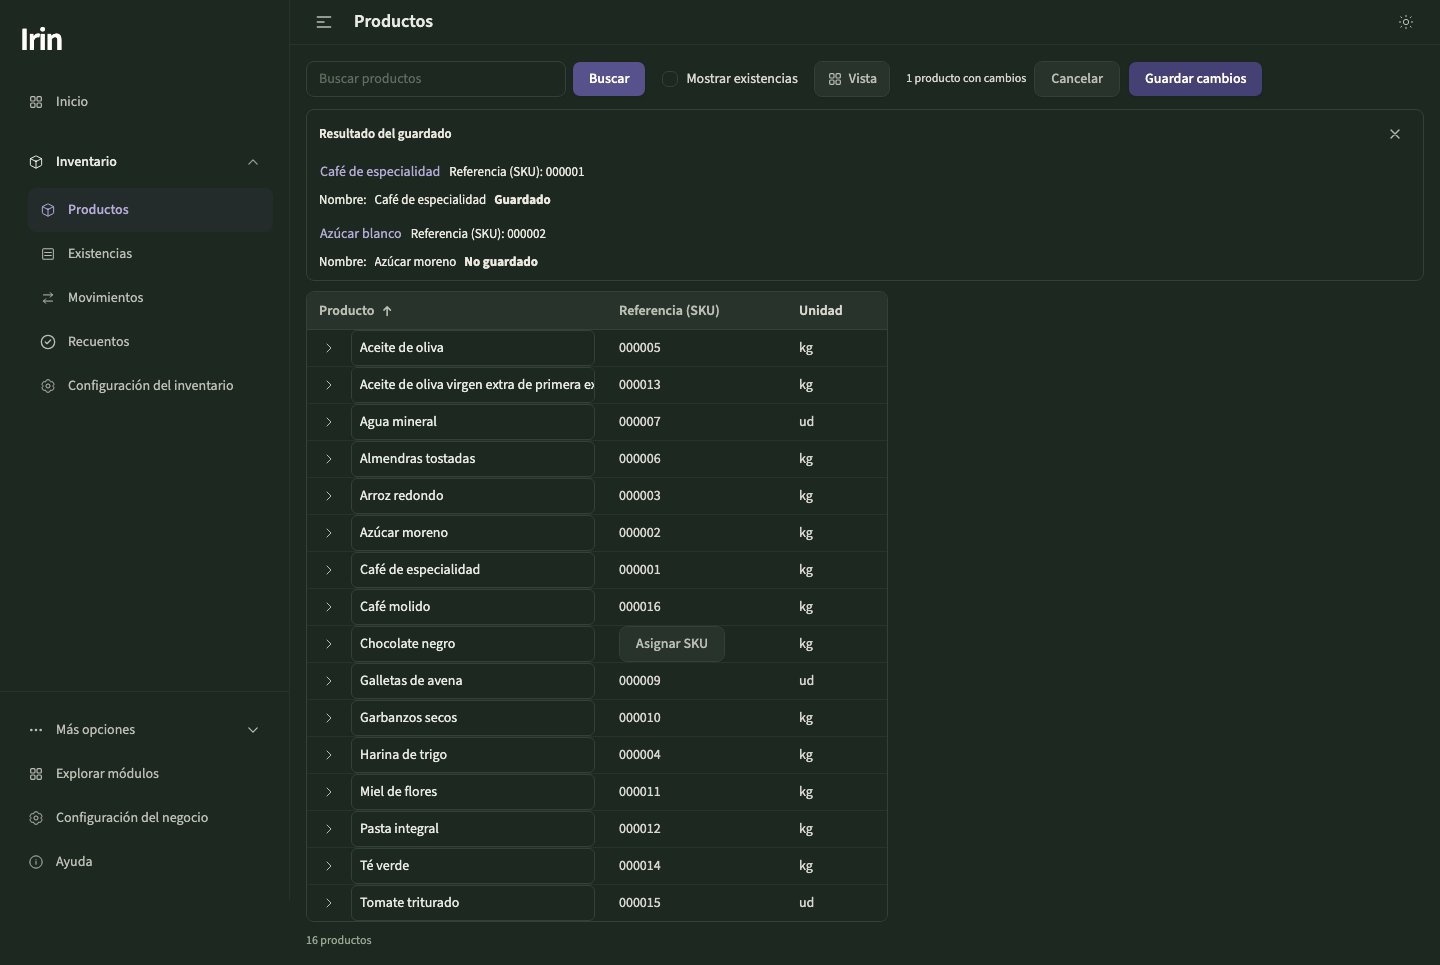 Irin
Productos
Inicio
Inventario
Productos
Existencias
Movimientos
Recuentos
Configuración del inventario
Más opciones
Explorar módulos
Configuración del negocio
Ayuda
Buscar productos Buscar Mostrar existencias Vista 1 producto con cambios Cancelar Guardar cambios
Resultado del guardado
Café de especialidad Referencia (SKU): 000001
Nombre: Café de especialidad Guardado
Azúcar blanco Referencia (SKU): 000002
Nombre: Azúcar moreno No guardado
Producto Referencia (SKU) Unidad
Aceite de oliva 000005 kg
Aceite de oliva virgen extra de primera ex 000013 kg
Agua mineral 000007 ud
Almendras tostadas 000006 kg
Arroz redondo 000003 kg
Azúcar moreno 000002 kg
Café de especialidad 000001 kg
Café molido 000016 kg
Chocolate negro Asignar SKU kg
Galletas de avena 000009 ud
Garbanzos secos 000010 kg
Harina de trigo 000004 kg
Miel de flores 000011 kg
Pasta integral 000012 kg
Té verde 000014 kg
Tomate triturado 000015 ud
16 productos